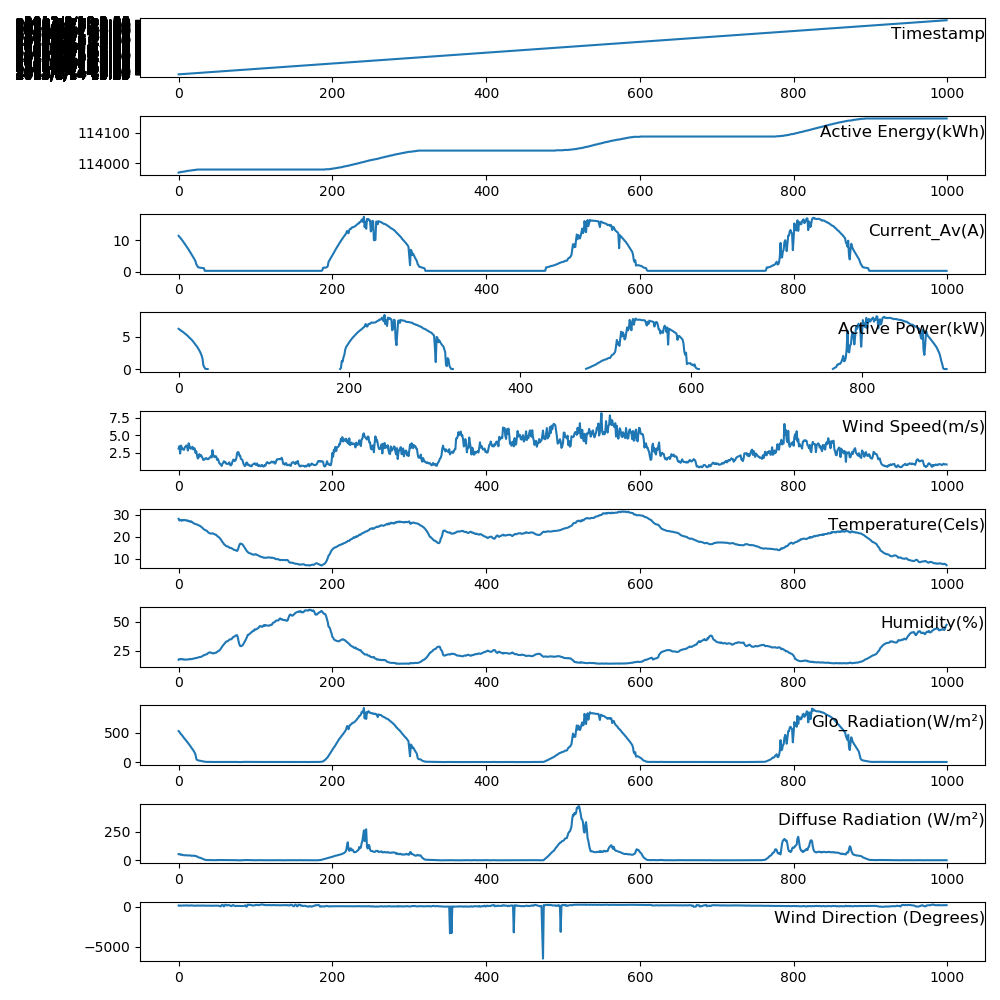 Timestamp
0 200 400 600 800 1000
114100
114000
Active Energy(kWh)
0 200 400 600 800 1000
10
0
Current_Av(A)
0 200 400 600 800 1000
5
0
Active Power(kW)
0 200 400 600 800
7.5
5.0
2.5
Wind Speed(m/s)
0 200 400 600 800 1000
30
20
10
Temperature(Cels)
0 200 400 600 800 1000
50
25
Humidity(%)
0 200 400 600 800 1000
500
0
Glo_Radiation(W/m²)
0 200 400 600 800 1000
250
0
Diffuse Radiation (W/m²)
0 200 400 600 800 1000
0
−5000
Wind Direction (Degrees)
0 200 400 600 800 1000